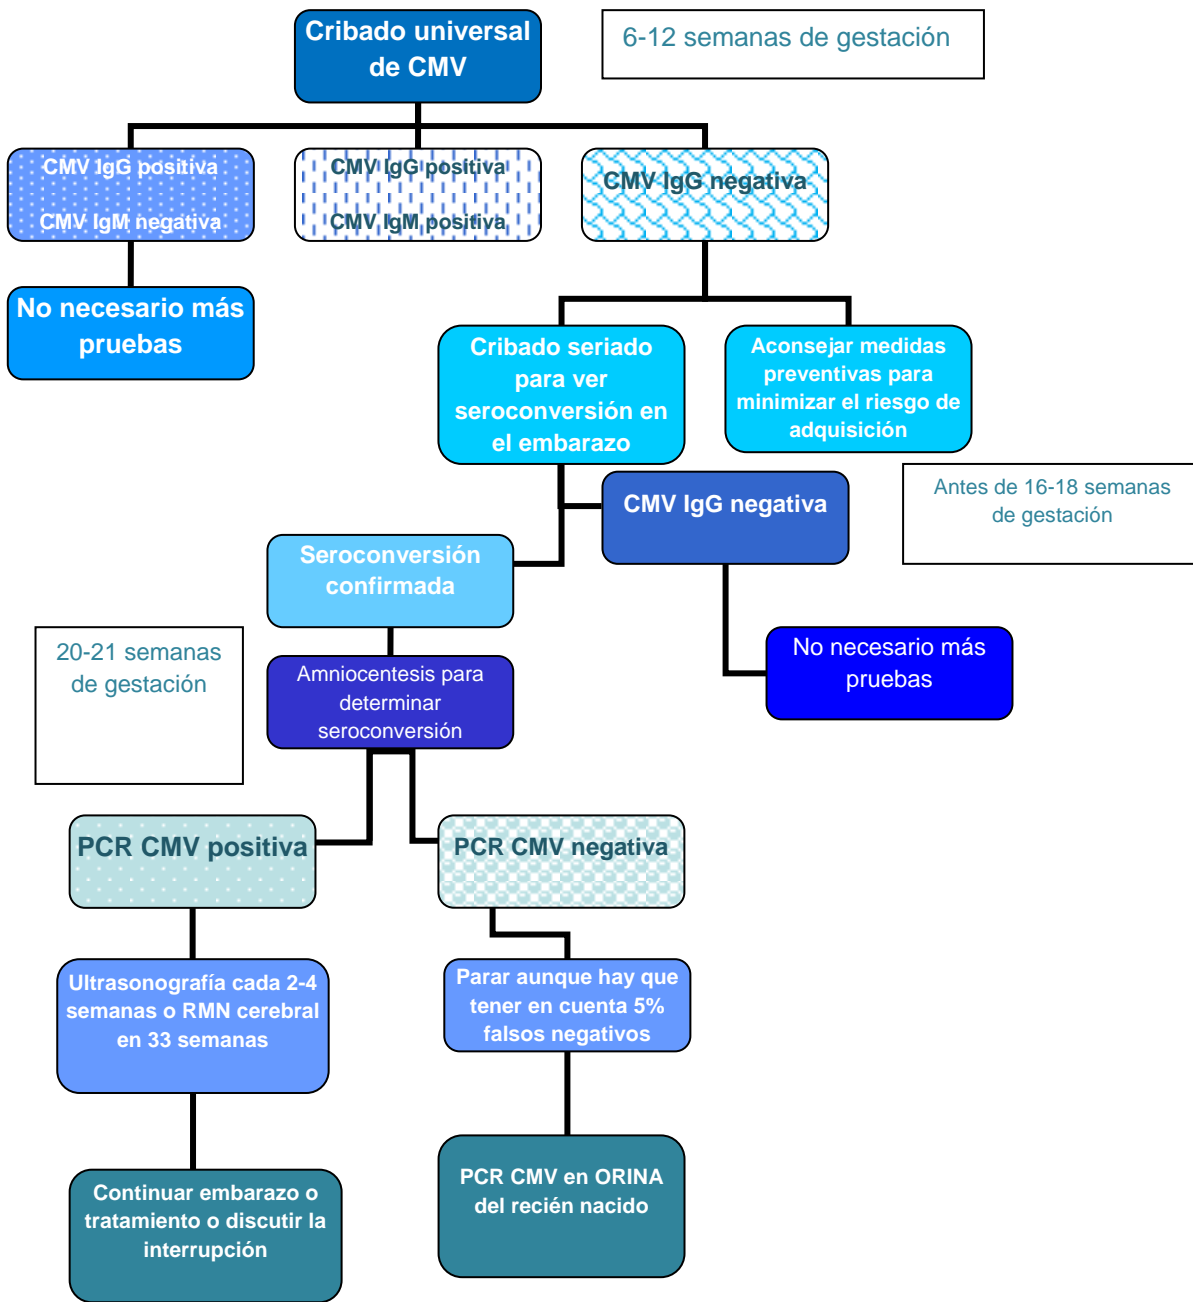 Cribado universal
de CMV
6-12 semanas de gestación
CMV IgG positiva
CMV IgM negativa
CMV IgG positiva
CMV IgM positiva
CMV IgG negativa
No necesario más
pruebas
Cribado seriado
para ver
seroconversión en
el embarazo
Aconsejar medidas
preventivas para
minimizar el riesgo de
adquisición
CMV IgG negativa
Antes de 16-18 semanas
de gestación
Seroconversión
confirmada
20-21 semanas
de gestación
Amniocentesis para
determinar
seroconversión
No necesario más
pruebas
PCR CMV positiva
PCR CMV negativa
Ultrasonografía cada 2-4
semanas o RMN cerebral
en 33 semanas
Parar aunque hay que
tener en cuenta 5%
falsos negativos
Continuar embarazo o
tratamiento o discutir la
interrupción
PCR CMV en ORINA
del recién nacido